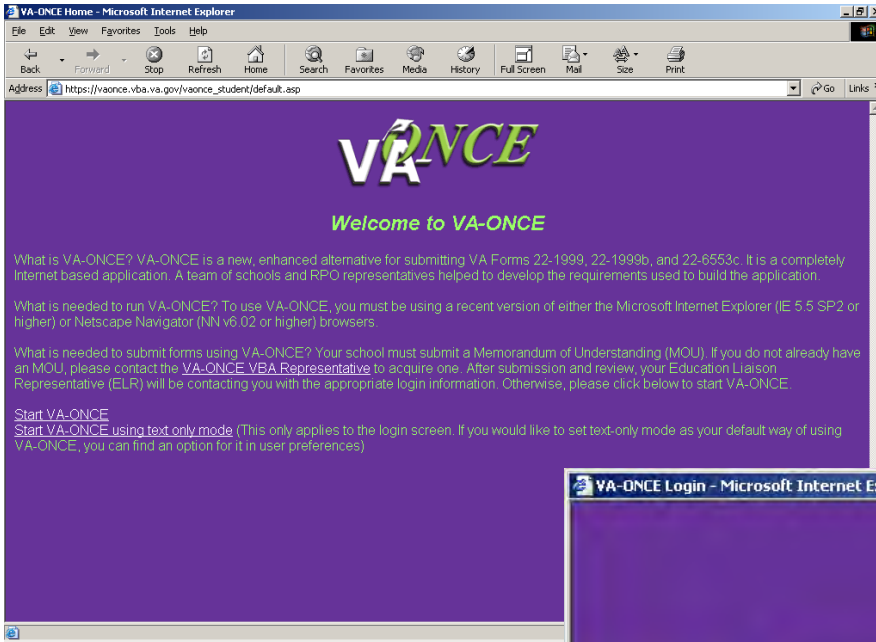 VA-ONCE Home - Microsoft Internet Explorer
File Edit View Favorites Tools Help
Back Forward Stop Refresh Home Search Favorites Media History Full Screen Mail Size Print
Address https://vaonce.vba.va.gov/vaonce_student/default.asp Go Links
VA ONCE
Welcome to VA-ONCE
What is VA-ONCE? VA-ONCE is a new, enhanced alternative for submitting VA Forms 22-1999, 22-1999b, and 22-6553c. It is a completely
Internet based application. A team of schools and RPO representatives helped to develop the requirements used to build the application.
What is needed to run VA-ONCE? To use VA-ONCE, you must be using a recent version of either the Microsoft Internet Explorer (IE 5.5 SP2 or
higher) or Netscape Navigator (NN v6.02 or higher) browsers.
What is needed to submit forms using VA-ONCE? Your school must submit a Memorandum of Understanding (MOU). If you do not already have
an MOU, please contact the VA-ONCE VBA Representative to acquire one. After submission and review, your Education Liaison
Representative (ELR) will be contacting you with the appropriate login information. Otherwise, please click below to start VA-ONCE.
Start VA-ONCE
Start VA-ONCE using text only mode (This only applies to the login screen. If you would like to set text-only mode as your default way of using
VA-ONCE, you can find an option for it in user preferences)
VA-ONCE Login - Microsoft Internet E